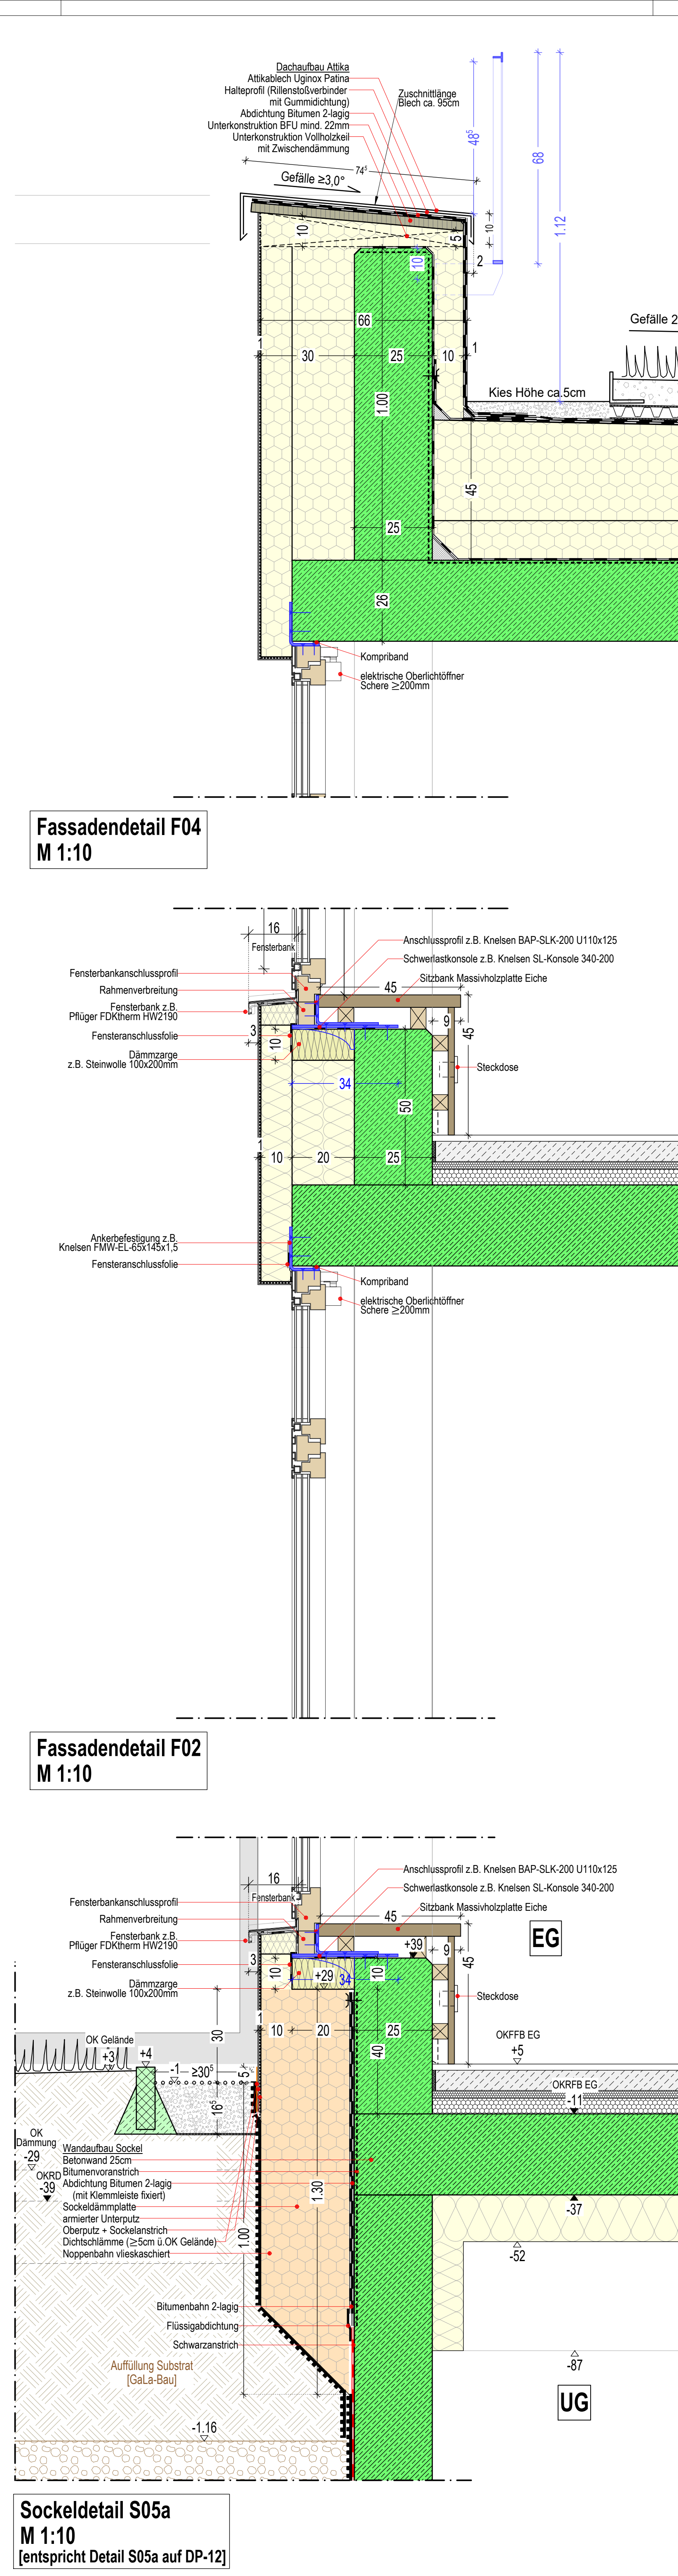 Dachaufbau Attika
Attikablech Uginox Patina
Halteprofil (Rillenstoßverbinder
mit Gummidichtung)
Abdichtung Bitumen 2-lagig
Unterkonstruktion BFU mind. 22mm
Unterkonstruktion Vollholzkeil
mit Zwischendämmung
Zuschnittlänge
Blech ca. 95cm
48⁵
68
1.12
74⁵
Gefälle ≥3,0°
10
5
10
2
10
66
1
30
25
10
1
1.00
Gefälle 2
Kies Höhe ca.5cm
45
25
26
Kompriband
elektrische Oberlichtöffner
Schere ≥200mm
Fassadendetail F04
M 1:10
16
Fensterbank
Anschlussprofil z.B. Knelsen BAP-SLK-200 U110x125
Schwerlastkonsole z.B. Knelsen SL-Konsole 340-200
Sitzbank Massivholzplatte Eiche
45
Fensterbankanschlussprofil
Rahmenverbreitung
Fensterbank z.B.
Pflüger FDKtherm HW2190
Fensteranschlussfolie
Dämmzarge
z.B. Steinwolle 100x200mm
3
10
34
9
45
Steckdose
50
1
10
20
25
Ankerbefestigung z.B.
Knelsen FMW-EL-65x145x1,5
Fensteranschlussfolie
Kompriband
elektrische Oberlichtöffner
Schere ≥200mm
Fassadendetail F02
M 1:10
16
Fensterbank
Anschlussprofil z.B. Knelsen BAP-SLK-200 U110x125
Schwerlastkonsole z.B. Knelsen SL-Konsole 340-200
Sitzbank Massivholzplatte Eiche
45
EG
Fensterbankanschlussprofil
Rahmenverbreitung
Fensterbank z.B.
Pflüger FDKtherm HW2190
Fensteranschlussfolie
Dämmzarge
z.B. Steinwolle 100x200mm
3
10
+29
34
10
+39
9
45
Steckdose
30
1
10
20
25
40
OKFFB EG
+5
OK Gelände
+3
+4
-1
≥30⁵
5
16⁵
OKRFB EG
-11
OK
Dämmung
-29
OKRD
-39
Wandaufbau Sockel
Betonwand 25cm
Bitumenvoranstrich
Abdichtung Bitumen 2-lagig
(mit Klemmleiste fixiert)
Sockeldämmplatte
armierter Unterputz
Oberputz + Sockelanstrich
Dichtschlämme (≥5cm ü.OK Gelände)
Noppenbahn vlieskaschiert
1.30
1.00
-37
-52
Bitumenbahn 2-lagig
Flüssigabdichtung
Schwarzanstrich
Auffüllung Substrat
[GaLa-Bau]
-87
UG
-1.16
Sockeldetail S05a
M 1:10
[entspricht Detail S05a auf DP-12]